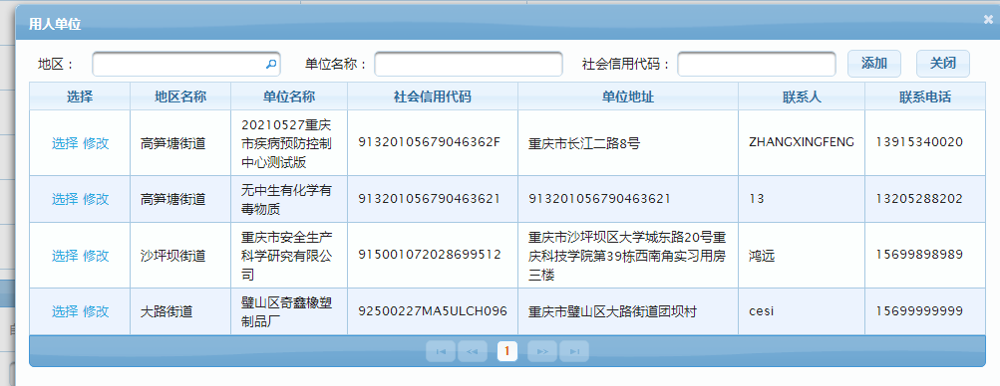 用人单位
地区： 单位名称： 社会信用代码： 添加 关闭
选择 地区名称 单位名称 社会信用代码 单位地址 联系人 联系电话
20210527重庆
选择 修改 高笋塘街道 市疾病预防控制 91320105679046362F 重庆市长江二路8号 ZHANGXINGFENG 13915340020
中心测试版
选择 修改 高笋塘街道 无中生有化学有 913201056790463621 913201056790463621 13 13205288202
毒物质
重庆市安全生产 重庆市沙坪坝区大学城东路20号重
选择 修改 沙坪坝街道 科学研究有限公 915001072028699512 庆科技学院第39栋西南角实习用房 鸿远 15699898989
司 三楼
选择 修改 大路街道 璧山区奇鑫橡塑 92500227MA5ULCH096 重庆市璧山区大路街道团坝村 cesi 15699999999
制品厂
1